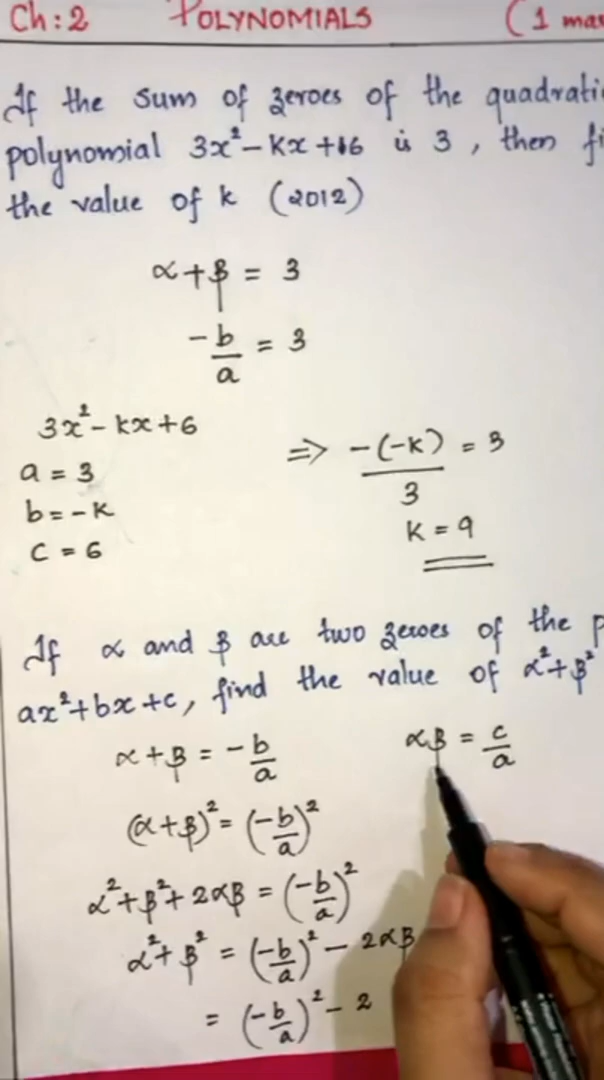 Ch: 2 POLYNOMIALS (1
If the sum of zeroes of the
polynomial 3x² - kx + 6 is 3, then
the value of k (2012)
α + β = 3
-b/a = 3
3x² - kx + 6
a = 3
b = -k
c = 6
⇒ -(-k)/3 = 3
k = 9
If α and β are two zeroes of the
ax² + bx + c, find the value of α² + β²
α + β = -b/a
αβ = c/a
(α + β)² = (-b/a)²
α² + β² + 2αβ = (-b/a)²
α² + β² = (-b/a)² - 2αβ
= (-b/a)² - 2